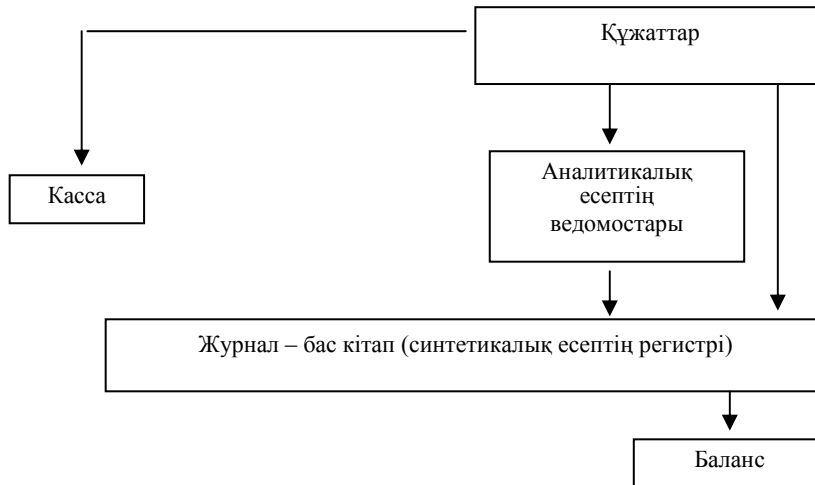 Құжаттар
Касса
Аналитикалық
есептің
ведомостары
Журнал – бас кітап (синтетикалық есептің регистрі)
Баланс